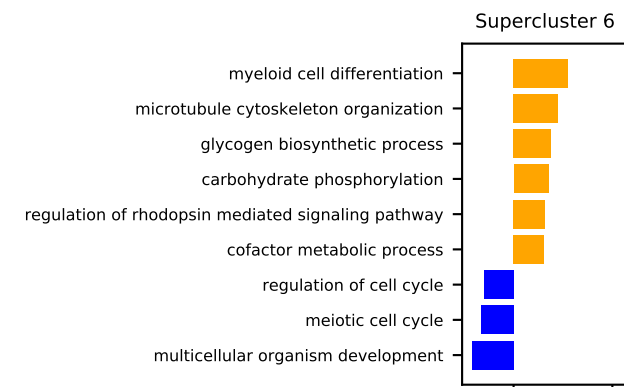 Supercluster 6
myeloid cell differentiation
microtubule cytoskeleton organization
glycogen biosynthetic process
carbohydrate phosphorylation
regulation of rhodopsin mediated signaling pathway
cofactor metabolic process
regulation of cell cycle
meiotic cell cycle
multicellular organism development